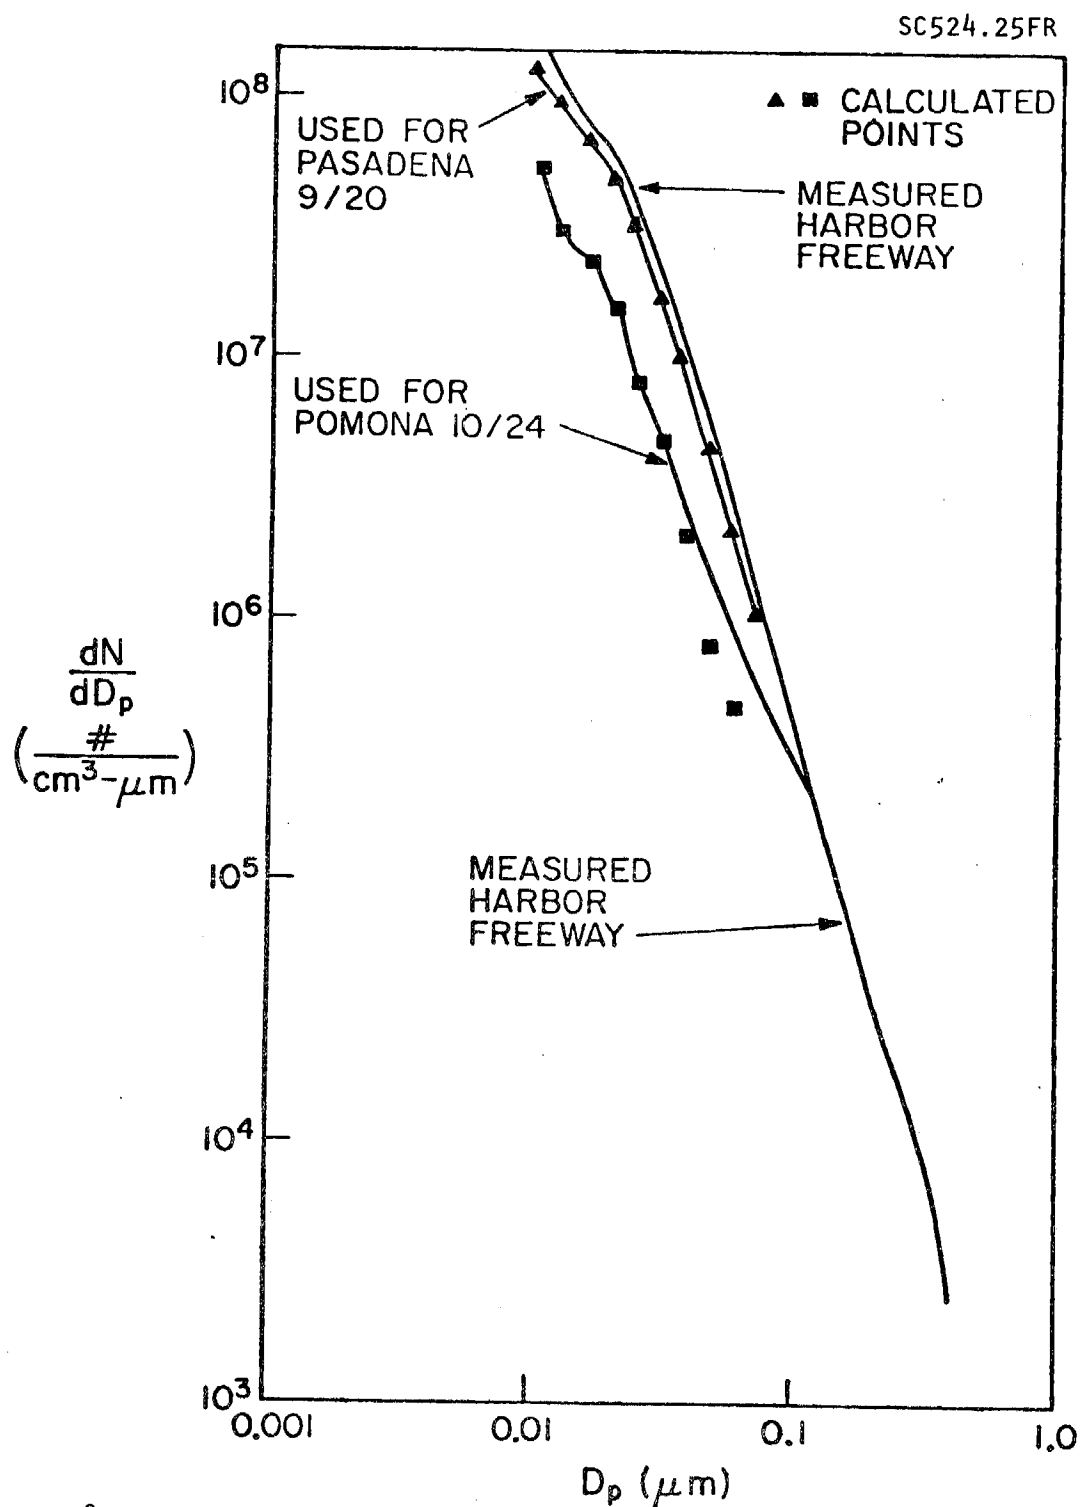 SC524.25FR
10⁸
▲ ■ CALCULATED
POINTS
USED FOR
PASADENA
9/20
MEASURED
HARBOR
FREEWAY
10⁷
USED FOR
POMONA 10/24
10⁶
dN
dDp
(#
cm³-μm)
10⁵
MEASURED
HARBOR
FREEWAY
10⁴
10³
0.001
0.01
0.1
1.0
Dp (μm)